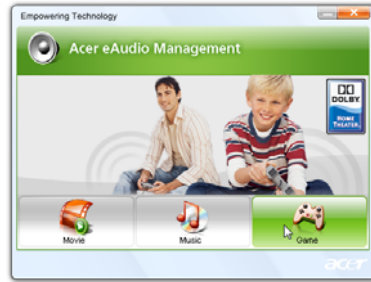 Empowering Technology
Acer eAudio Management
DOLBY
HOME
THEATER
Movie
Music
Game
acer